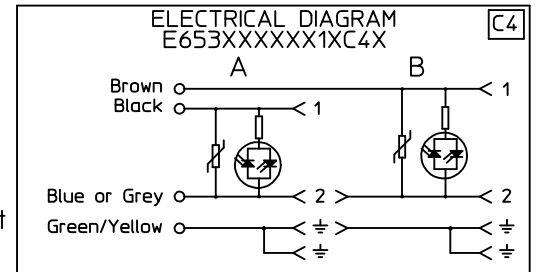 ELECTRICAL DIAGRAM
C4
E653XXXXXX1XC4X
A B
Brown 1
Black 1
Blue or Grey 2 2
Green/Yellow
t